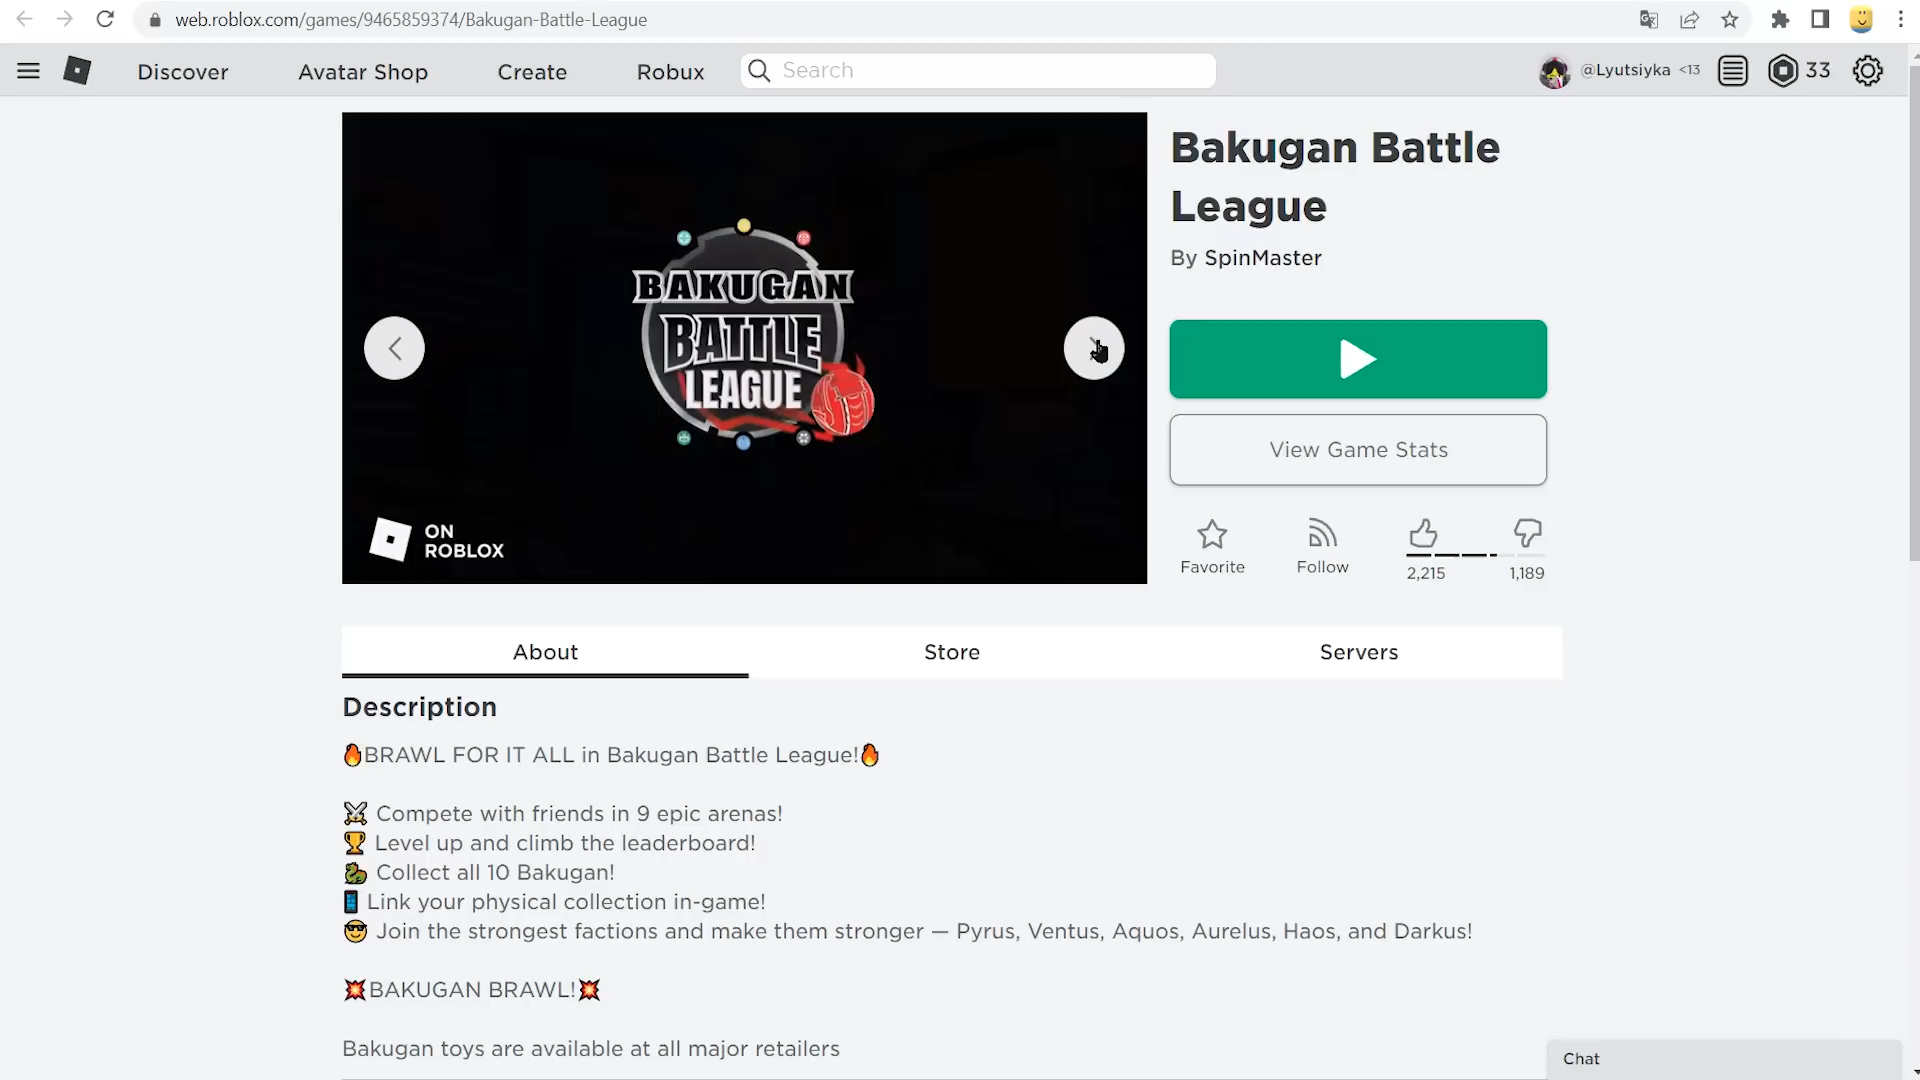 web.roblox.com/games/9465859374/Bakugan-Battle-League
Discover
Avatar Shop
Create
Robux
Search
@Lyutsiyka <13
33
BAKUGAN
BATTLE
LEAGUE
ON
ROBLOX
Bakugan Battle
League
By SpinMaster
View Game Stats
Favorite
Follow
2,215
1,189
About
Store
Servers
Description
🔥BRAWL FOR IT ALL in Bakugan Battle League!🔥
⚔️ Compete with friends in 9 epic arenas!
🏆 Level up and climb the leaderboard!
🐉 Collect all 10 Bakugan!
📱 Link your physical collection in-game!
😎 Join the strongest factions and make them stronger — Pyrus, Ventus, Aquos, Aurelus, Haos, and Darkus!
💥BAKUGAN BRAWL!💥
Bakugan toys are available at all major retailers
Chat